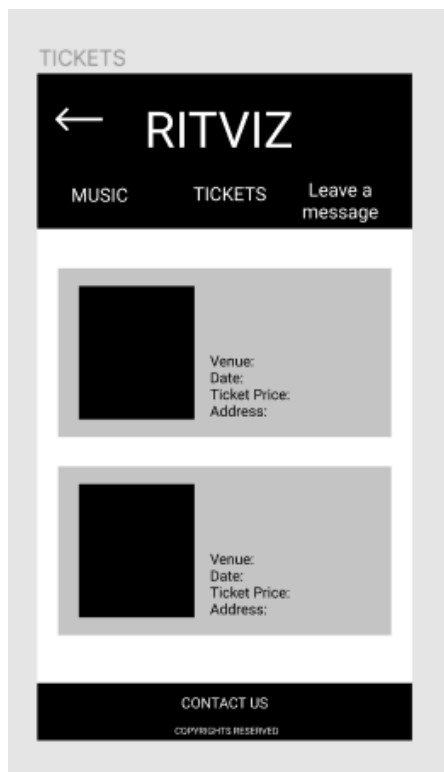 TICKETS
RITVIZ
MUSIC
TICKETS
Leave a
message
Venue:
Date:
Ticket Price:
Address:
Venue:
Date:
Ticket Price:
Address:
CONTACT US
COPYRIGHTS RESERVED